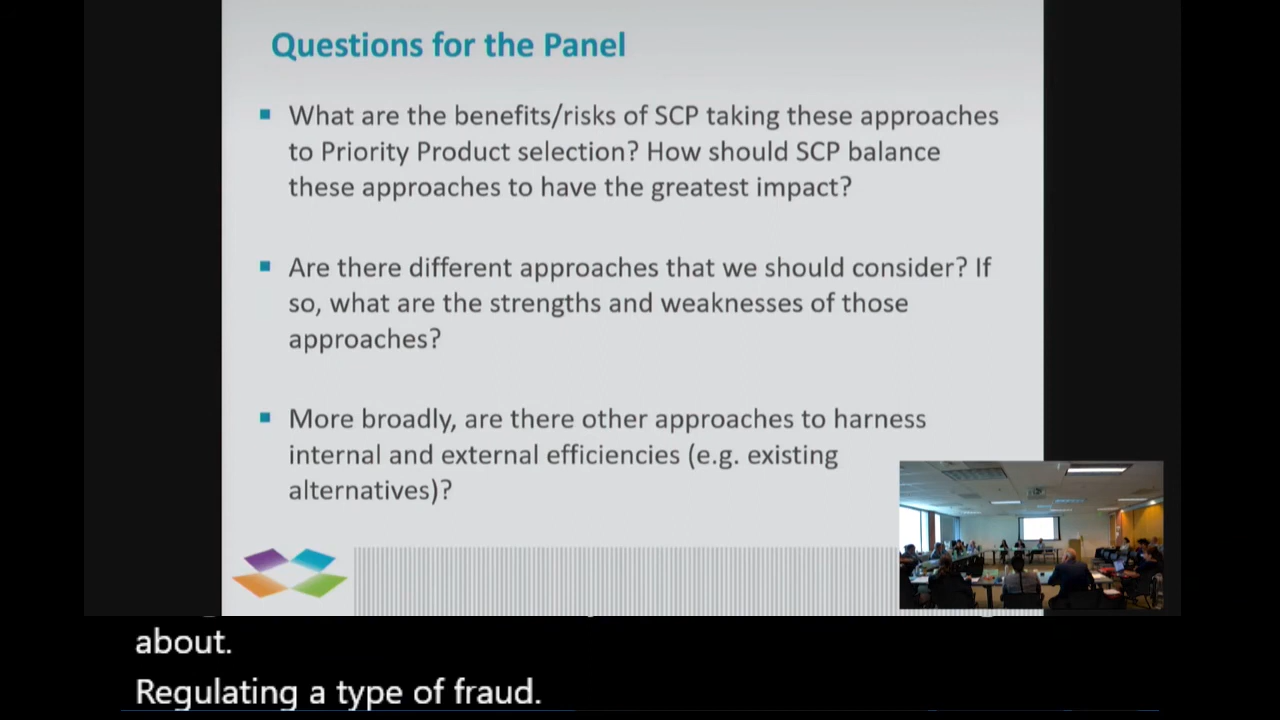 Questions for the Panel
What are the benefits/risks of SCP taking these approaches
to Priority Product selection? How should SCP balance
these approaches to have the greatest impact?
Are there different approaches that we should consider? If
so, what are the strengths and weaknesses of those
approaches?
More broadly, are there other approaches to harness
internal and external efficiencies (e.g. existing
alternatives)?
about.
Regulating a type of fraud.